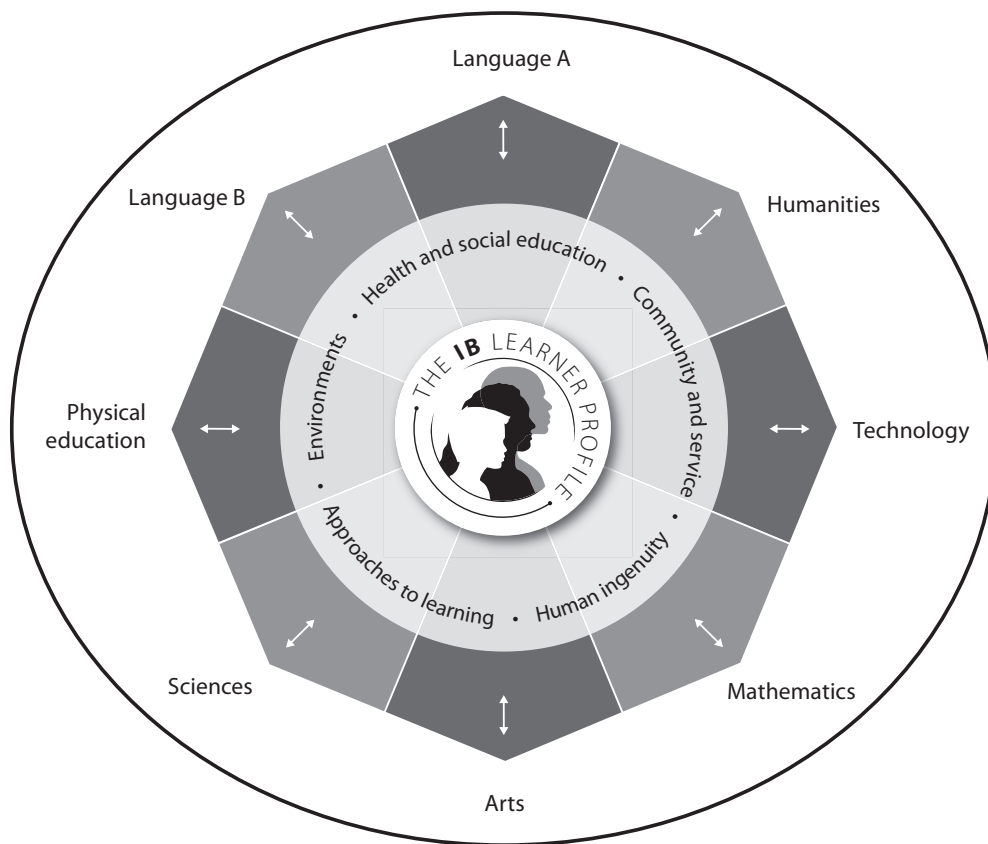 Language A
Language B
Humanities
Health and social education
•
Community and service
•
Environments
•
THE IB LEARNER PROFILE
Physical
education
Technology
•
Approaches to learning
•
Human ingenuity
Sciences
Mathematics
Arts